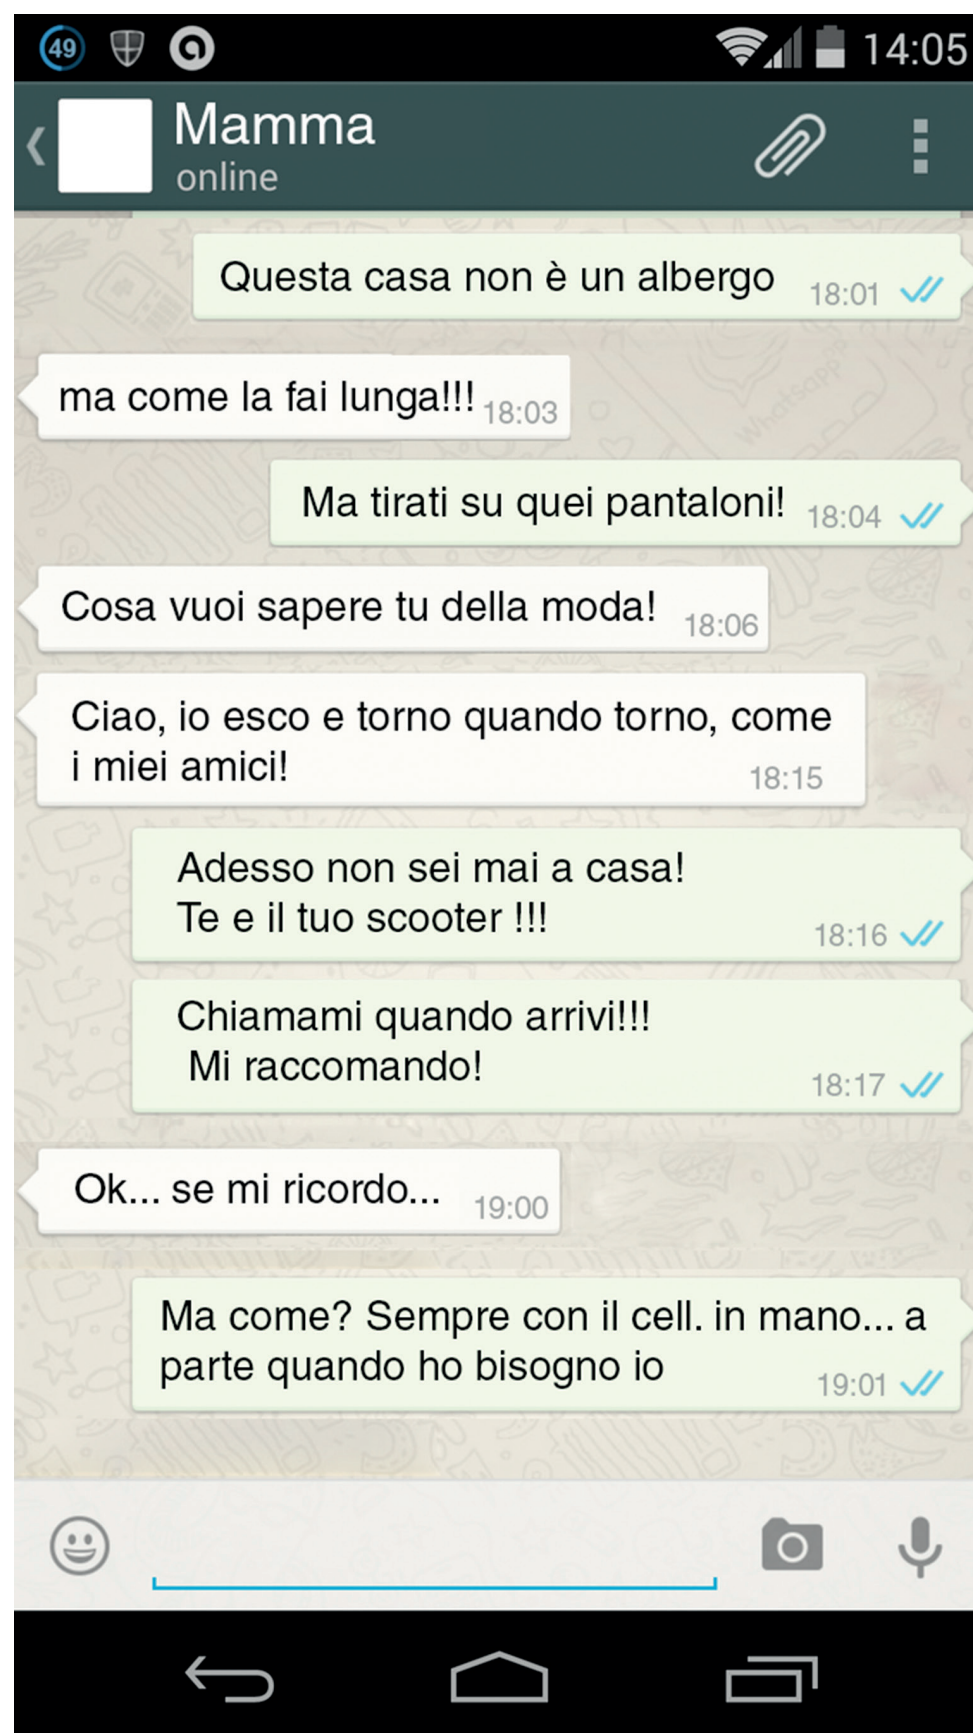 49
14:05
Mamma
online
Questa casa non è un albergo 18:01
ma come la fai lunga!!! 18:03
Ma tirati su quei pantaloni! 18:04
Cosa vuoi sapere tu della moda! 18:06
Ciao, io esco e torno quando torno, come
i miei amici! 18:15
Adesso non sei mai a casa!
Te e il tuo scooter !!! 18:16
Chiamami quando arrivi!!!
Mi raccomando! 18:17
Ok... se mi ricordo... 19:00
Ma come? Sempre con il cell. in mano... a
parte quando ho bisogno io 19:01